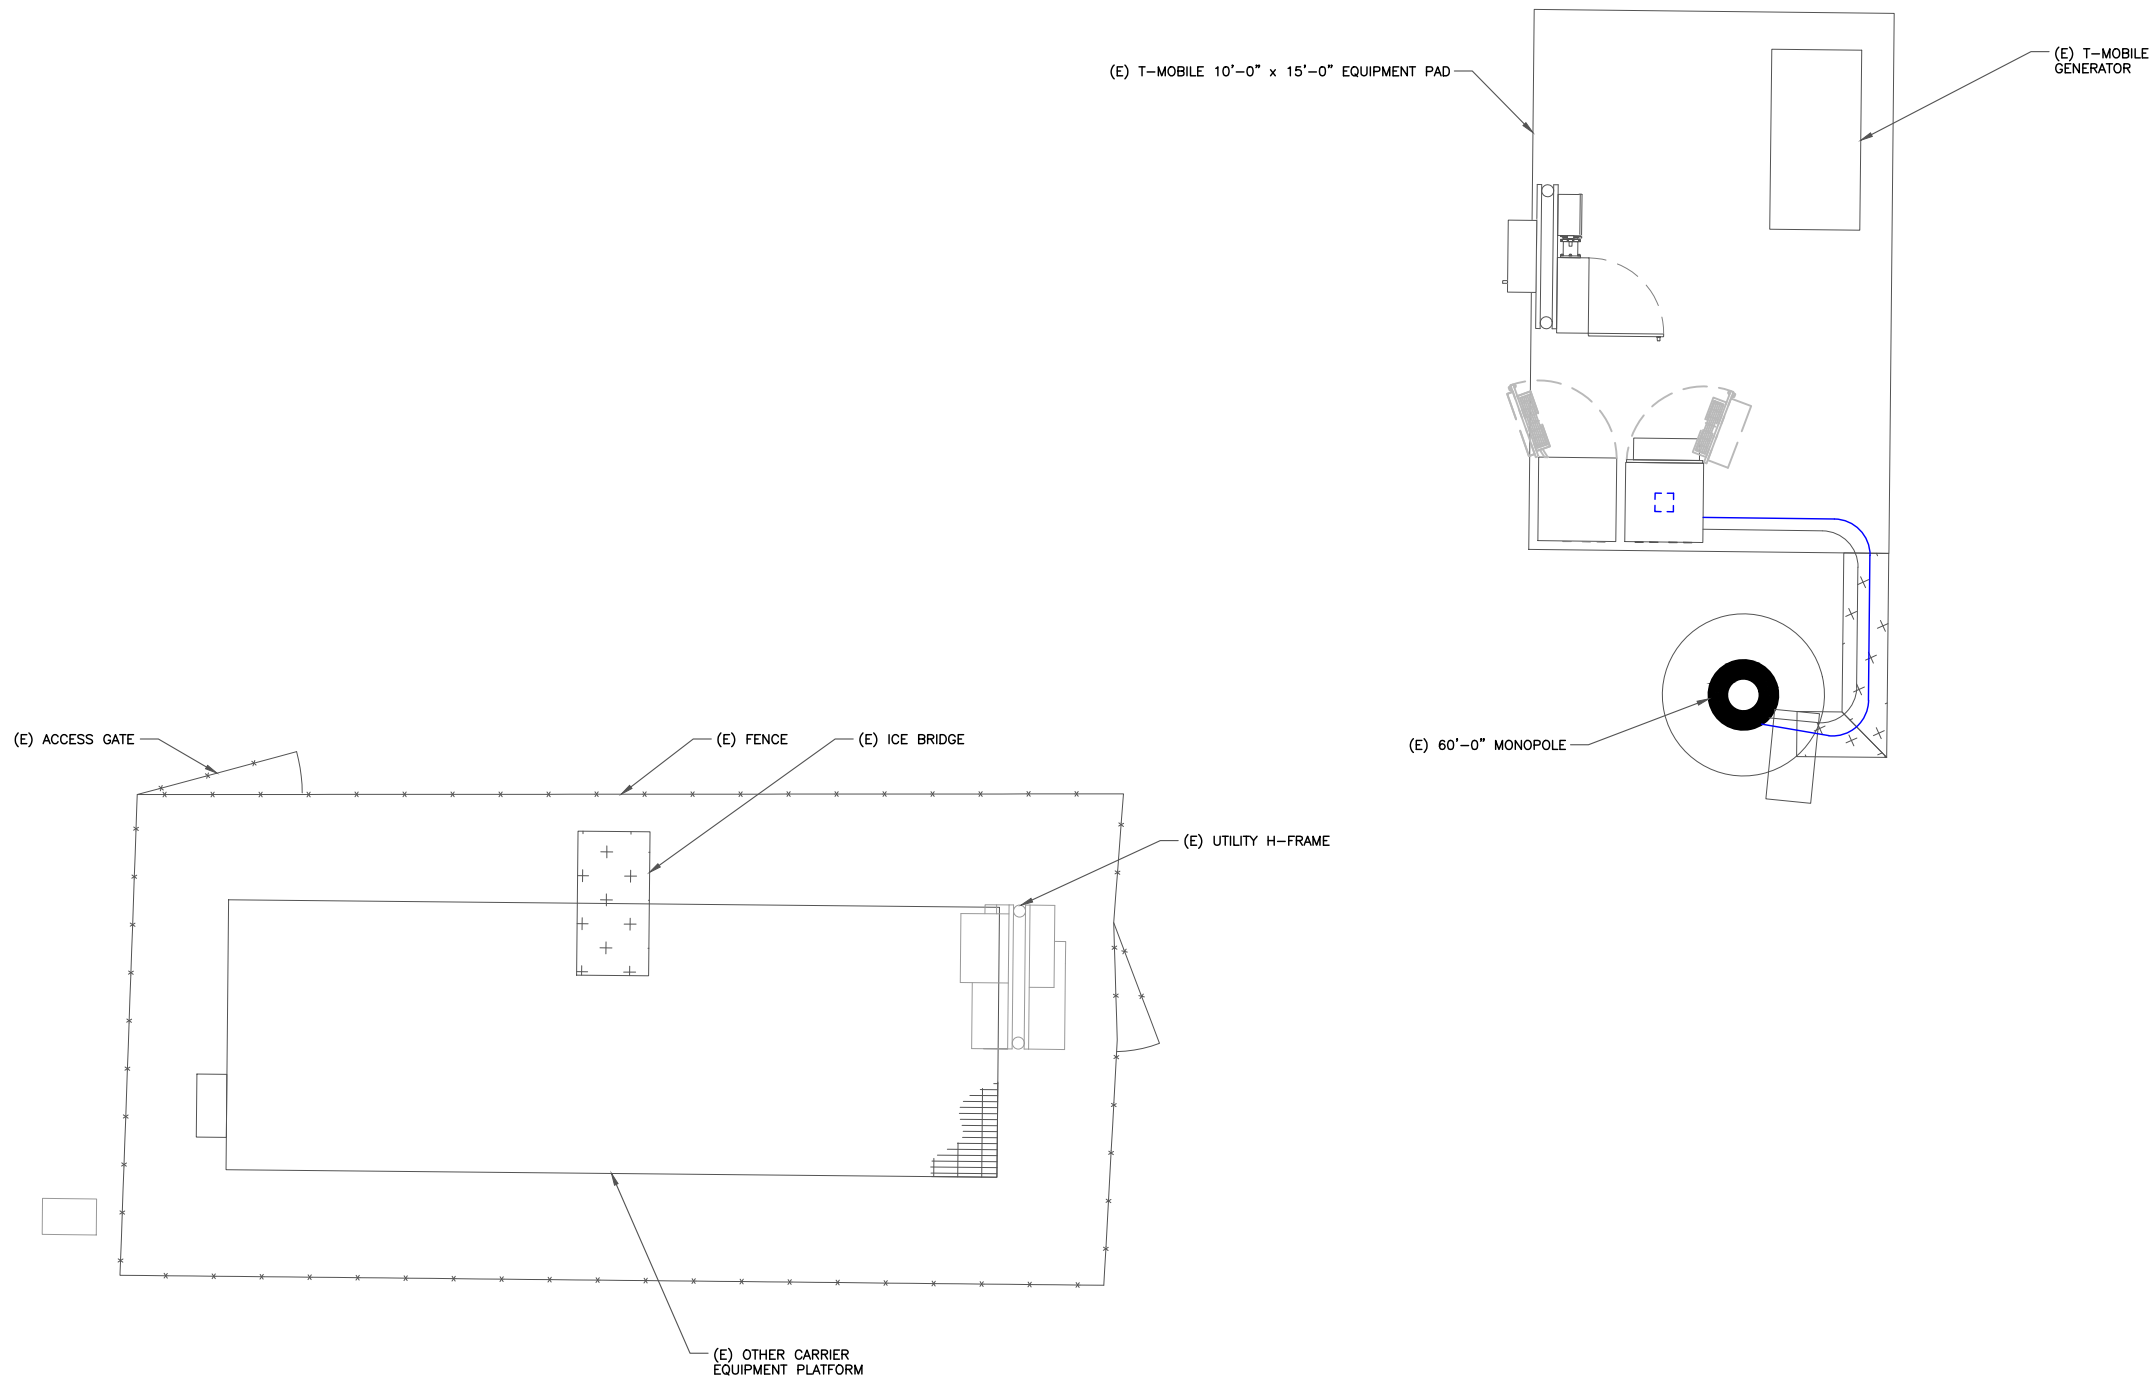 (E) T-MOBILE
GENERATOR
(E) T-MOBILE 10'-0" x 15'-0" EQUIPMENT PAD
(E) ACCESS GATE
(E) FENCE
(E) ICE BRIDGE
(E) 60'-0" MONOPOLE
(E) UTILITY H-FRAME
(E) OTHER CARRIER
EQUIPMENT PLATFORM